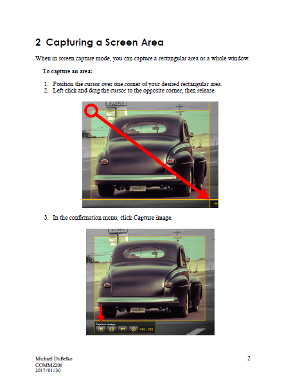 2 Capturing a Screen Area
When in screen capture mode, you can capture a rectangular area or a whole window.
To capture an area:
1. Position the cursor over one corner of your desired rectangular area.
2. Left-click and drag the cursor to the opposite corner, then release.
3. In the confirmation menu, click Capture image.
Capture image
Michael DuBelko
COMM2206
2017/01/30
2